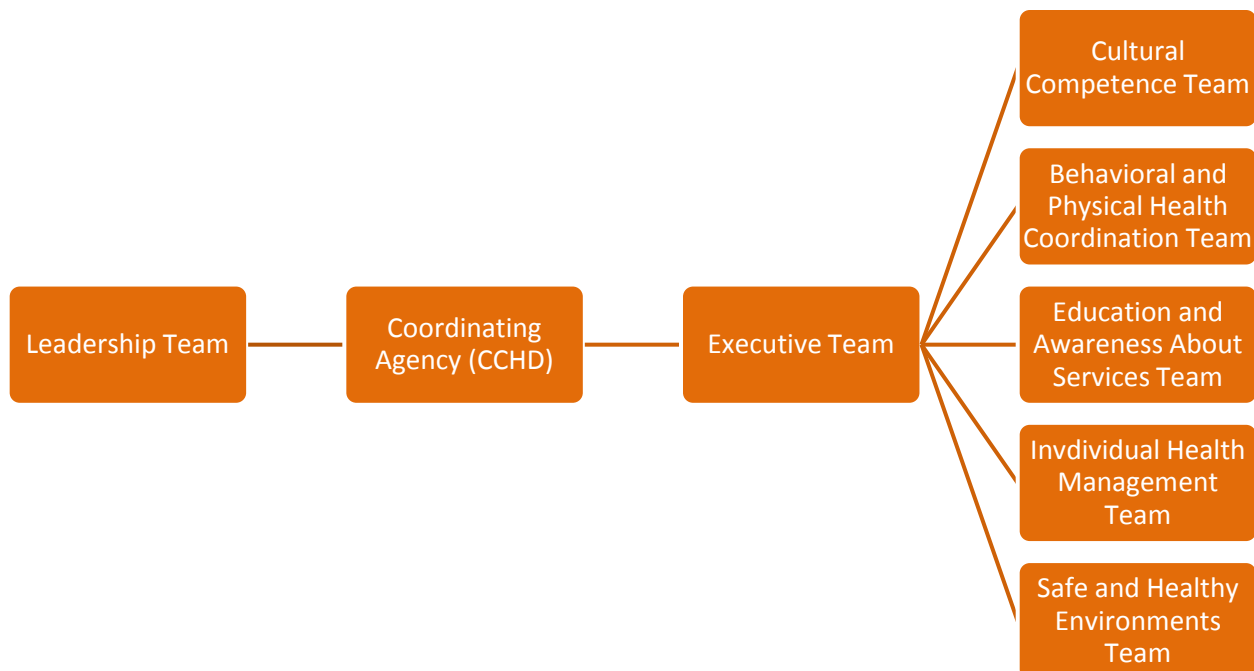 Leadership Team
Coordinating
Agency (CCHD)
Executive Team
Cultural
Competence Team
Behavioral and
Physical Health
Coordination Team
Education and
Awareness About
Services Team
Invdividual Health
Management
Team
Safe and Healthy
Environments
Team